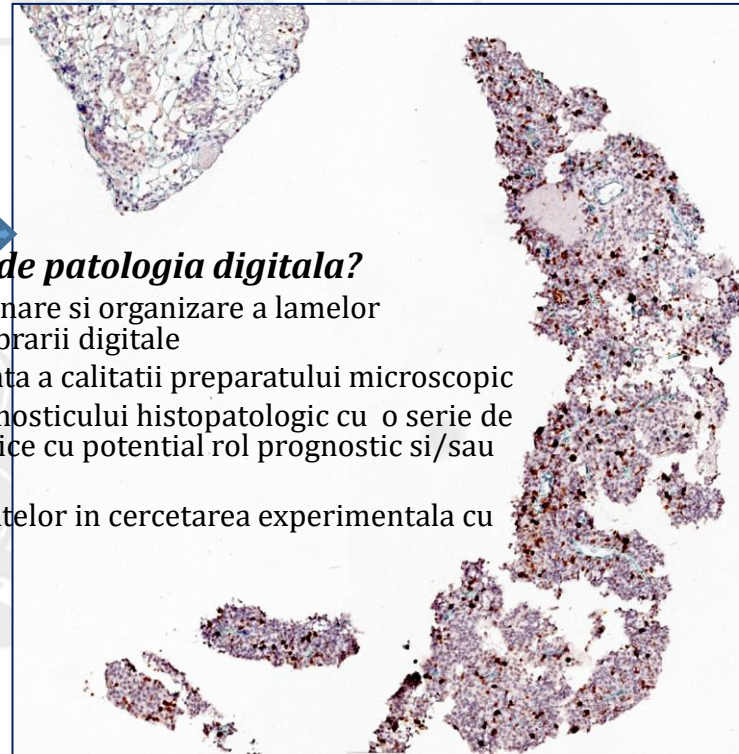 de patologia digitala?
nare si organizare a lamelor
orarii digitale
ta a calitatii preparatului microscopic
nosticului histopatologic cu o serie de
ice cu potential rol prognostic si/sau
telor in cercetarea experimentala cu